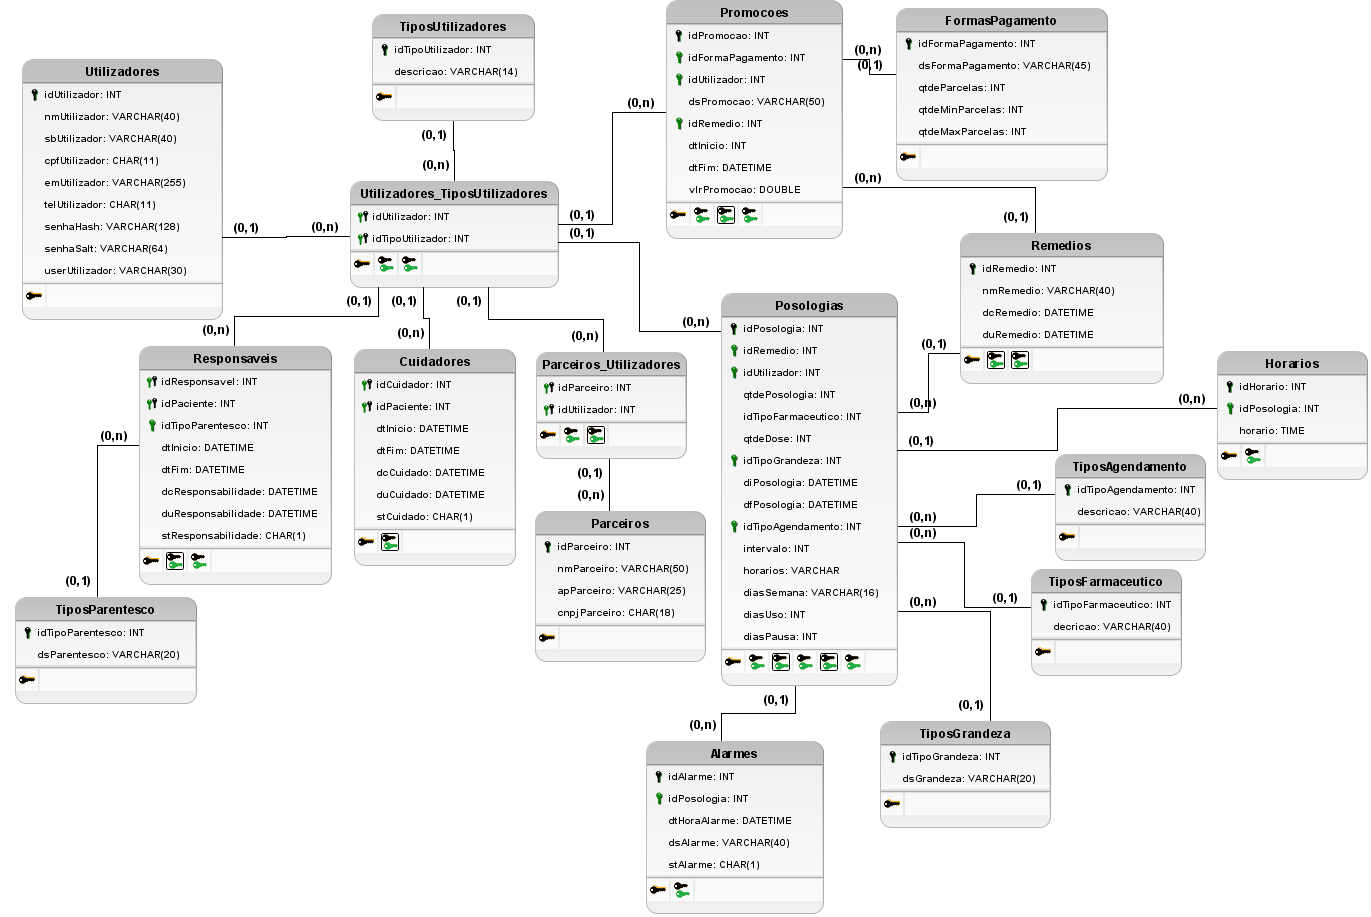 TiposUtilizadores
idTipoUtilizador: INT
descricao: VARCHAR(14)
Promocoes
idPromocao: INT
idFormaPagamento: INT
idUtilizador: INT
dsPromocao: VARCHAR(50)
idRemedio: INT
dtInicio: INT
dtFim: DATETIME
vlrPromocao: DOUBLE
FormasPagamento
idFormaPagamento: INT
dsFormaPagamento: VARCHAR(45)
qtdeParcelas: INT
qtdeMinParcelas: INT
qtdeMaxParcelas: INT
(0,n)
(0,1)
Utilizadores
idUtilizador: INT
nmUtilizador: VARCHAR(40)
sbUtilizador: VARCHAR(40)
cpfUtilizador: CHAR(11)
emUtilizador: VARCHAR(255)
telUtilizador: CHAR(11)
senhaHash: VARCHAR(128)
senhaSalt: VARCHAR(64)
userUtilizador: VARCHAR(30)
(0,n)
(0,1)
(0,n)
Utilizadores_TiposUtilizadores
idUtilizador: INT
idTipoUtilizador: INT
(0,1)
(0,n)
(0,1)
(0,1)
(0,n)
(0,1)
Remedios
idRemedio: INT
nmRemedio: VARCHAR(40)
dcRemedio: DATETIME
duRemedio: DATETIME
(0,1)
(0,1)
(0,1)
(0,n)
(0,n)
(0,n)
(0,n)
Responsaveis
idResponsavel: INT
idPaciente: INT
idTipoParentesco: INT
dtInicio: DATETIME
dtFim: DATETIME
dcResponsabilidade: DATETIME
duResponsabilidade: DATETIME
stResponsabilidade: CHAR(1)
Cuidadores
idCuidador: INT
idPaciente: INT
dtInicio: DATETIME
dtFim: DATETIME
dcCuidado: DATETIME
duCuidado: DATETIME
stCuidado: CHAR(1)
Parceiros_Utilizadores
idParceiro: INT
idUtilizador: INT
(0,1)
(0,n)
Parceiros
idParceiro: INT
nmParceiro: VARCHAR(50)
apParceiro: VARCHAR(25)
cnpjParceiro: CHAR(18)
(0,n)
(0,1)
TiposParentesco
idTipoParentesco: INT
dsParentesco: VARCHAR(20)
Posologias
idPosologia: INT
idRemedio: INT
idUtilizador: INT
qtdePosologia: INT
idTipoFarmaceutico: INT
qtdeDose: INT
idTipoGrandeza: INT
diPosologia: DATETIME
dfPosologia: DATETIME
idTipoAgendamento: INT
intervalo: INT
horarios: VARCHAR
diasSemana: VARCHAR(16)
diasUso: INT
diasPausa: INT
(0,1)
(0,n)
(0,1)
(0,n)
Horarios
idHorario: INT
idPosologia: INT
horario: TIME
(0,n)
(0,1)
TiposAgendamento
idTipoAgendamento: INT
descricao: VARCHAR(40)
(0,n)
(0,1)
TiposFarmaceutico
idTipoFarmaceutico: INT
decricao: VARCHAR(40)
(0,n)
(0,1)
TiposGrandeza
idTipoGrandeza: INT
dsGrandeza: VARCHAR(20)
(0,1)
(0,n)
Alarmes
idAlarme: INT
idPosologia: INT
dtHoraAlarme: DATETIME
dsAlarme: VARCHAR(40)
stAlarme: CHAR(1)